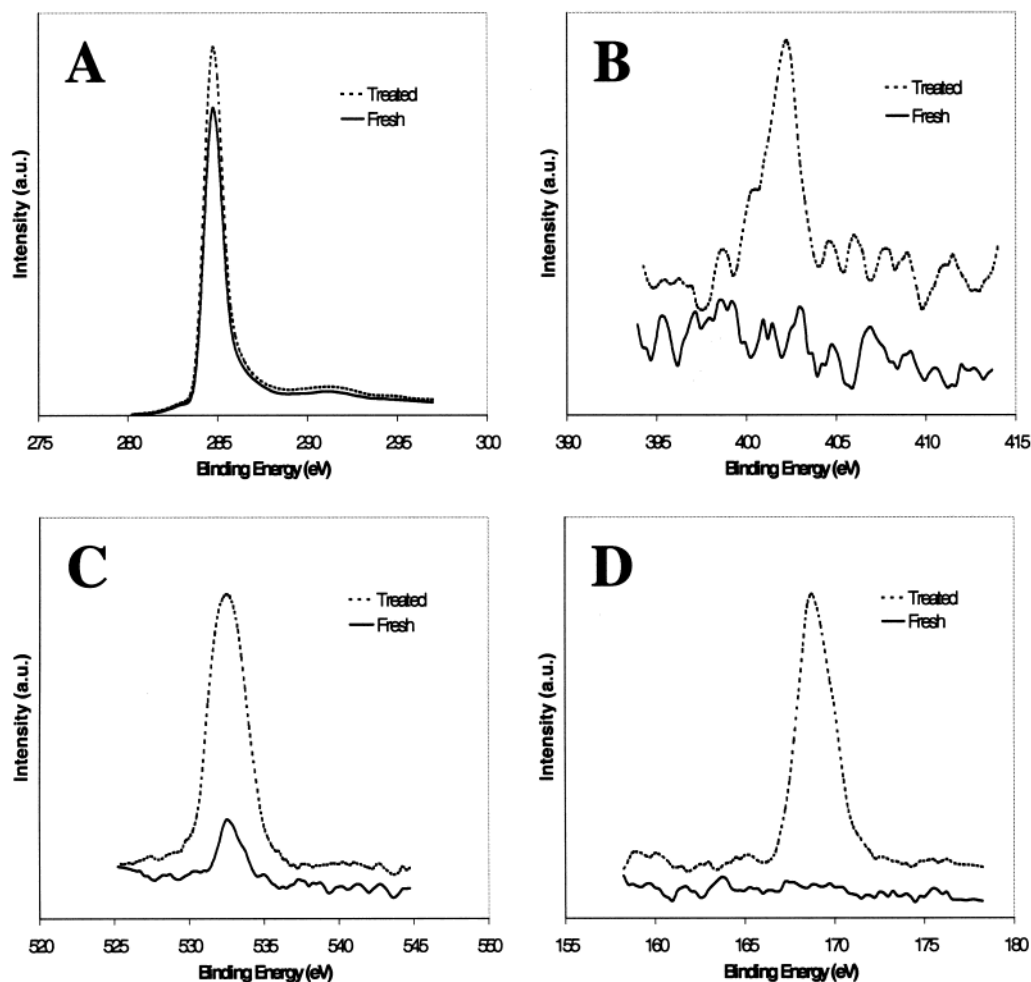 A
Treated
Fresh
Intensity (a.u.)
275 280 285 290 295 300
Binding Energy (eV)
B
Treated
Fresh
Intensity (a.u.)
390 395 400 405 410 415
Binding Energy (eV)
C
Treated
Fresh
Intensity (a.u.)
520 525 530 535 540 545 550
Binding Energy (eV)
D
Treated
Fresh
Intensity (a.u.)
155 160 165 170 175 180
Binding Energy (eV)